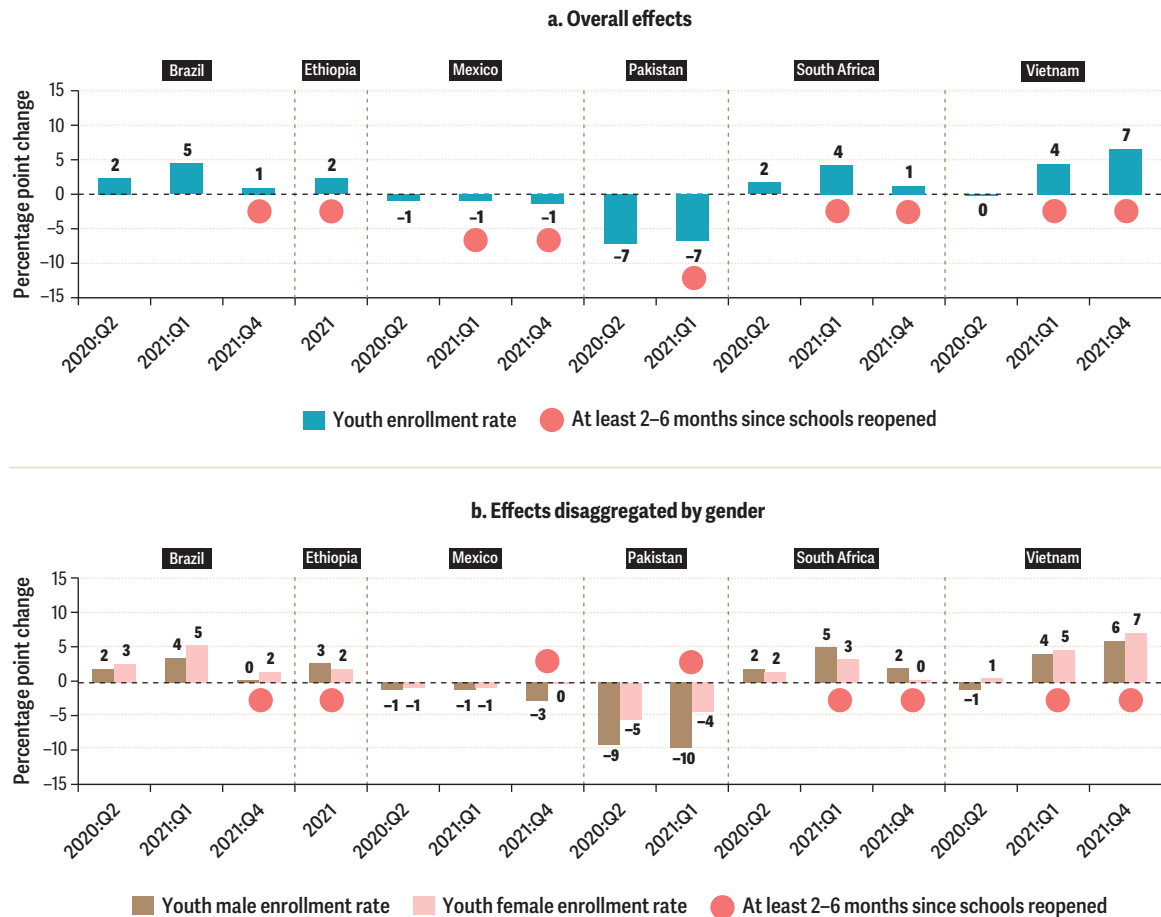 a. Overall effects
Brazil Ethiopia Mexico Pakistan South Africa Vietnam
Percentage point change
15
10
5
0
–5
–10
–15
2 5 1 2 –1 –1 –1 –7 –7 2 4 1 0 4 7
2020:Q2 2021:Q1 2021:Q4 2021 2020:Q2 2021:Q1 2021:Q4 2020:Q2 2021:Q1 2020:Q2 2021:Q1 2021:Q4 2020:Q2 2021:Q1 2021:Q4
Youth enrollment rate At least 2–6 months since schools reopened
b. Effects disaggregated by gender
Brazil Ethiopia Mexico Pakistan South Africa Vietnam
Percentage point change
15
10
5
0
–5
–10
–15
2 3 4 5 0 2 3 2 –1 –1 –1 –1 –3 0 –9 –5 –10 –4 2 2 5 3 2 0 –1 1 4 5 6 7
2020:Q2 2021:Q1 2021:Q4 2021 2020:Q2 2021:Q1 2021:Q4 2020:Q2 2021:Q1 2020:Q2 2021:Q1 2021:Q4 2020:Q2 2021:Q1 2021:Q4
Youth male enrollment rate Youth female enrollment rate At least 2–6 months since schools reopened